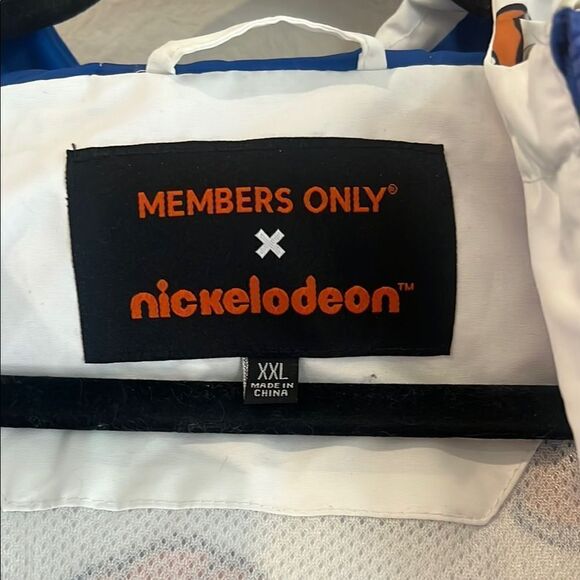 MEMBERS ONLY®
×
nickelodeon™
XXL
MADE IN
CHINA